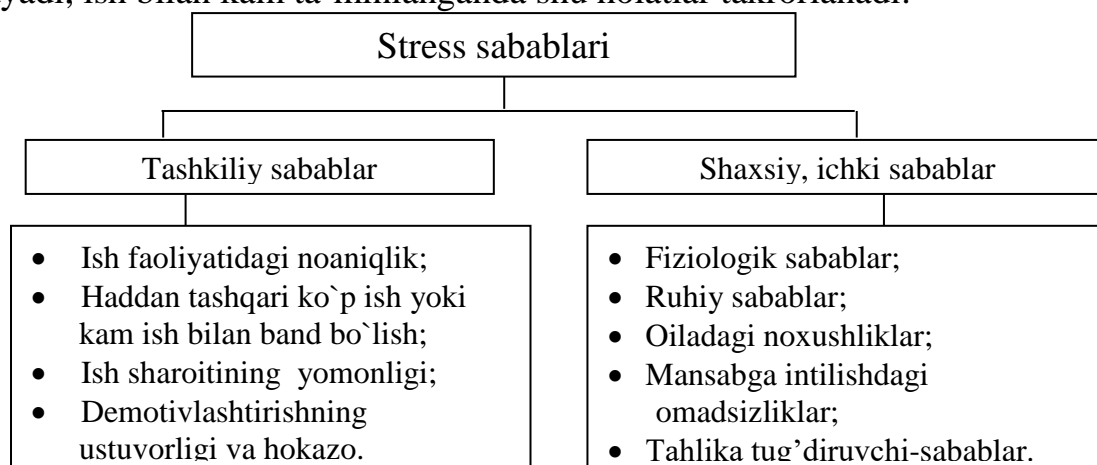 ish bilan kam ta'minlanganda shu holatlar takrorlanadi.
Stress sabablari
Tashkiliy sabablar
• Ish faoliyatidagi noaniqlik;
• Haddan tashqari ko`p ish yoki
kam ish bilan band bo`lish;
• Ish sharoitining yomonligi;
• Demotivlashtirishning
ustuvorligi va hokazo.
Shaxsiy, ichki sabablar
• Fiziologik sabablar;
• Ruhiy sabablar;
• Oiladagi noxushliklar;
• Mansabga intilishdagi
omadsizliklar;
• Tahlika tug’diruvchi-sabablar.